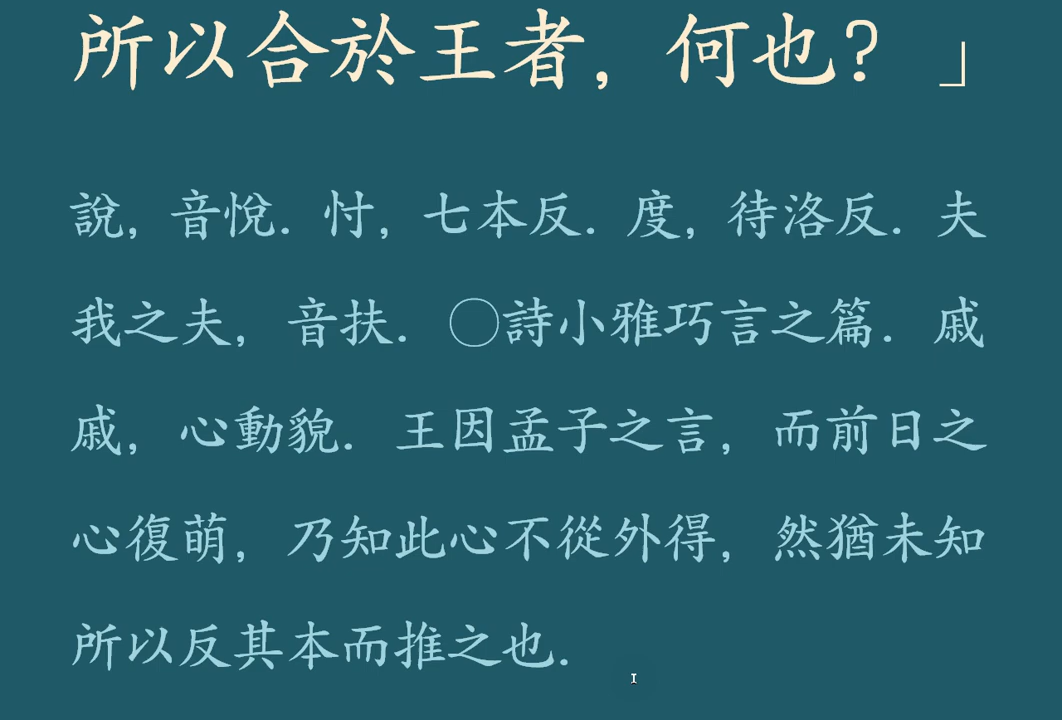 所以合於王者, 何也? 」
說, 音悅. 忖, 七本反. 度, 待洛反. 夫
我之夫, 音扶. ◯詩小雅巧言之篇. 戚
戚, 心動貌. 王因孟子之言, 而前日之
心復萌, 乃知此心不從外得, 然猶未知
所以反其本而推之也.